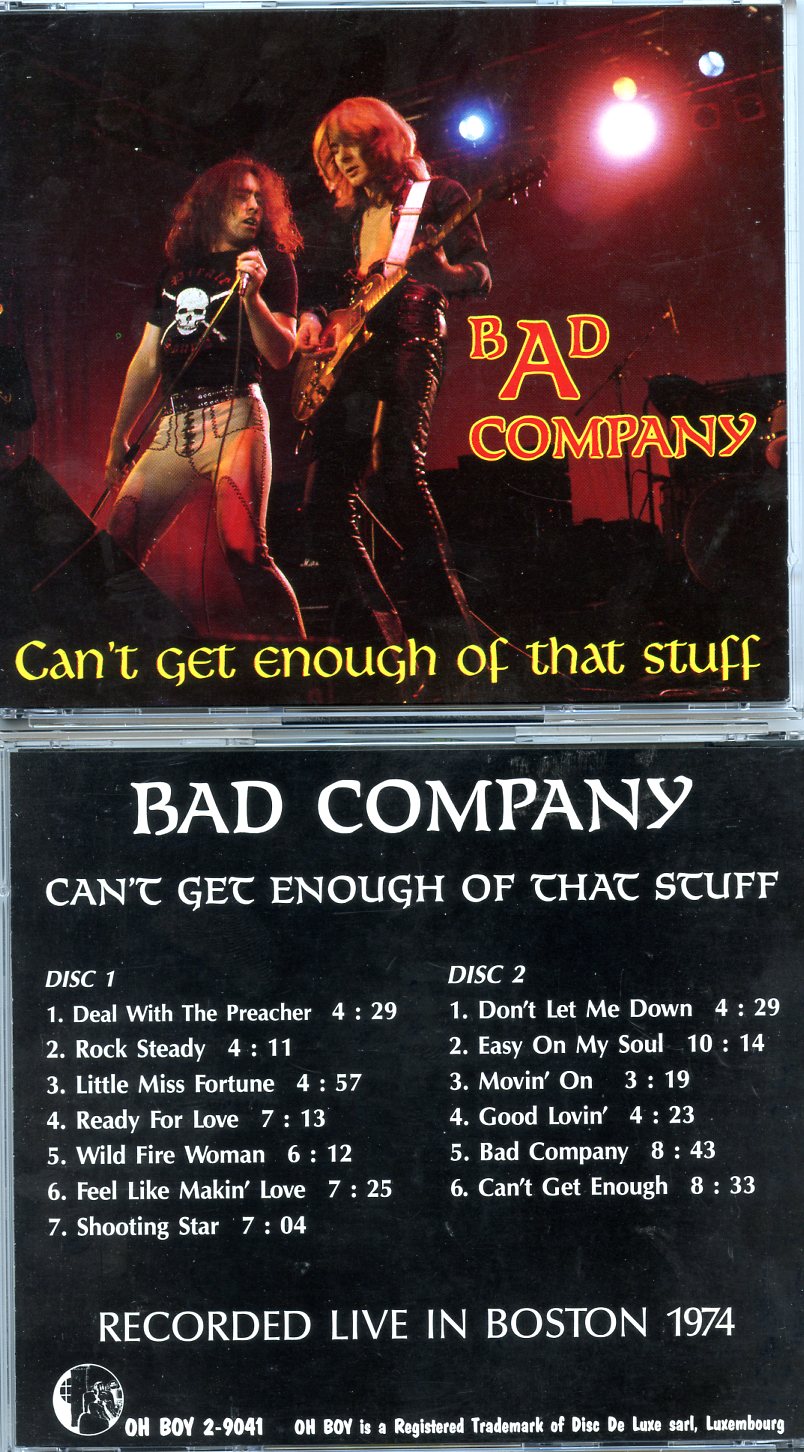 Pirate
BAD
COMPANY
Can't get enough of that stuff
BAD COMPANY
CAN'T GET ENOUGH OF THAT STUFF
DISC 1
1. Deal With The Preacher 4 : 29
2. Rock Steady 4 : 11
3. Little Miss Fortune 4 : 57
4. Ready For Love 7 : 13
5. Wild Fire Woman 6 : 12
6. Feel Like Makin' Love 7 : 25
7. Shooting Star 7 : 04
DISC 2
1. Don't Let Me Down 4 : 29
2. Easy On My Soul 10 : 14
3. Movin' On 3 : 19
4. Good Lovin' 4 : 23
5. Bad Company 8 : 43
6. Can't Get Enough 8 : 33
RECORDED LIVE IN BOSTON 1974
OH BOY 2-9041 OH BOY is a Registered Trademark of Disc De Luxe sarl, Luxembourg